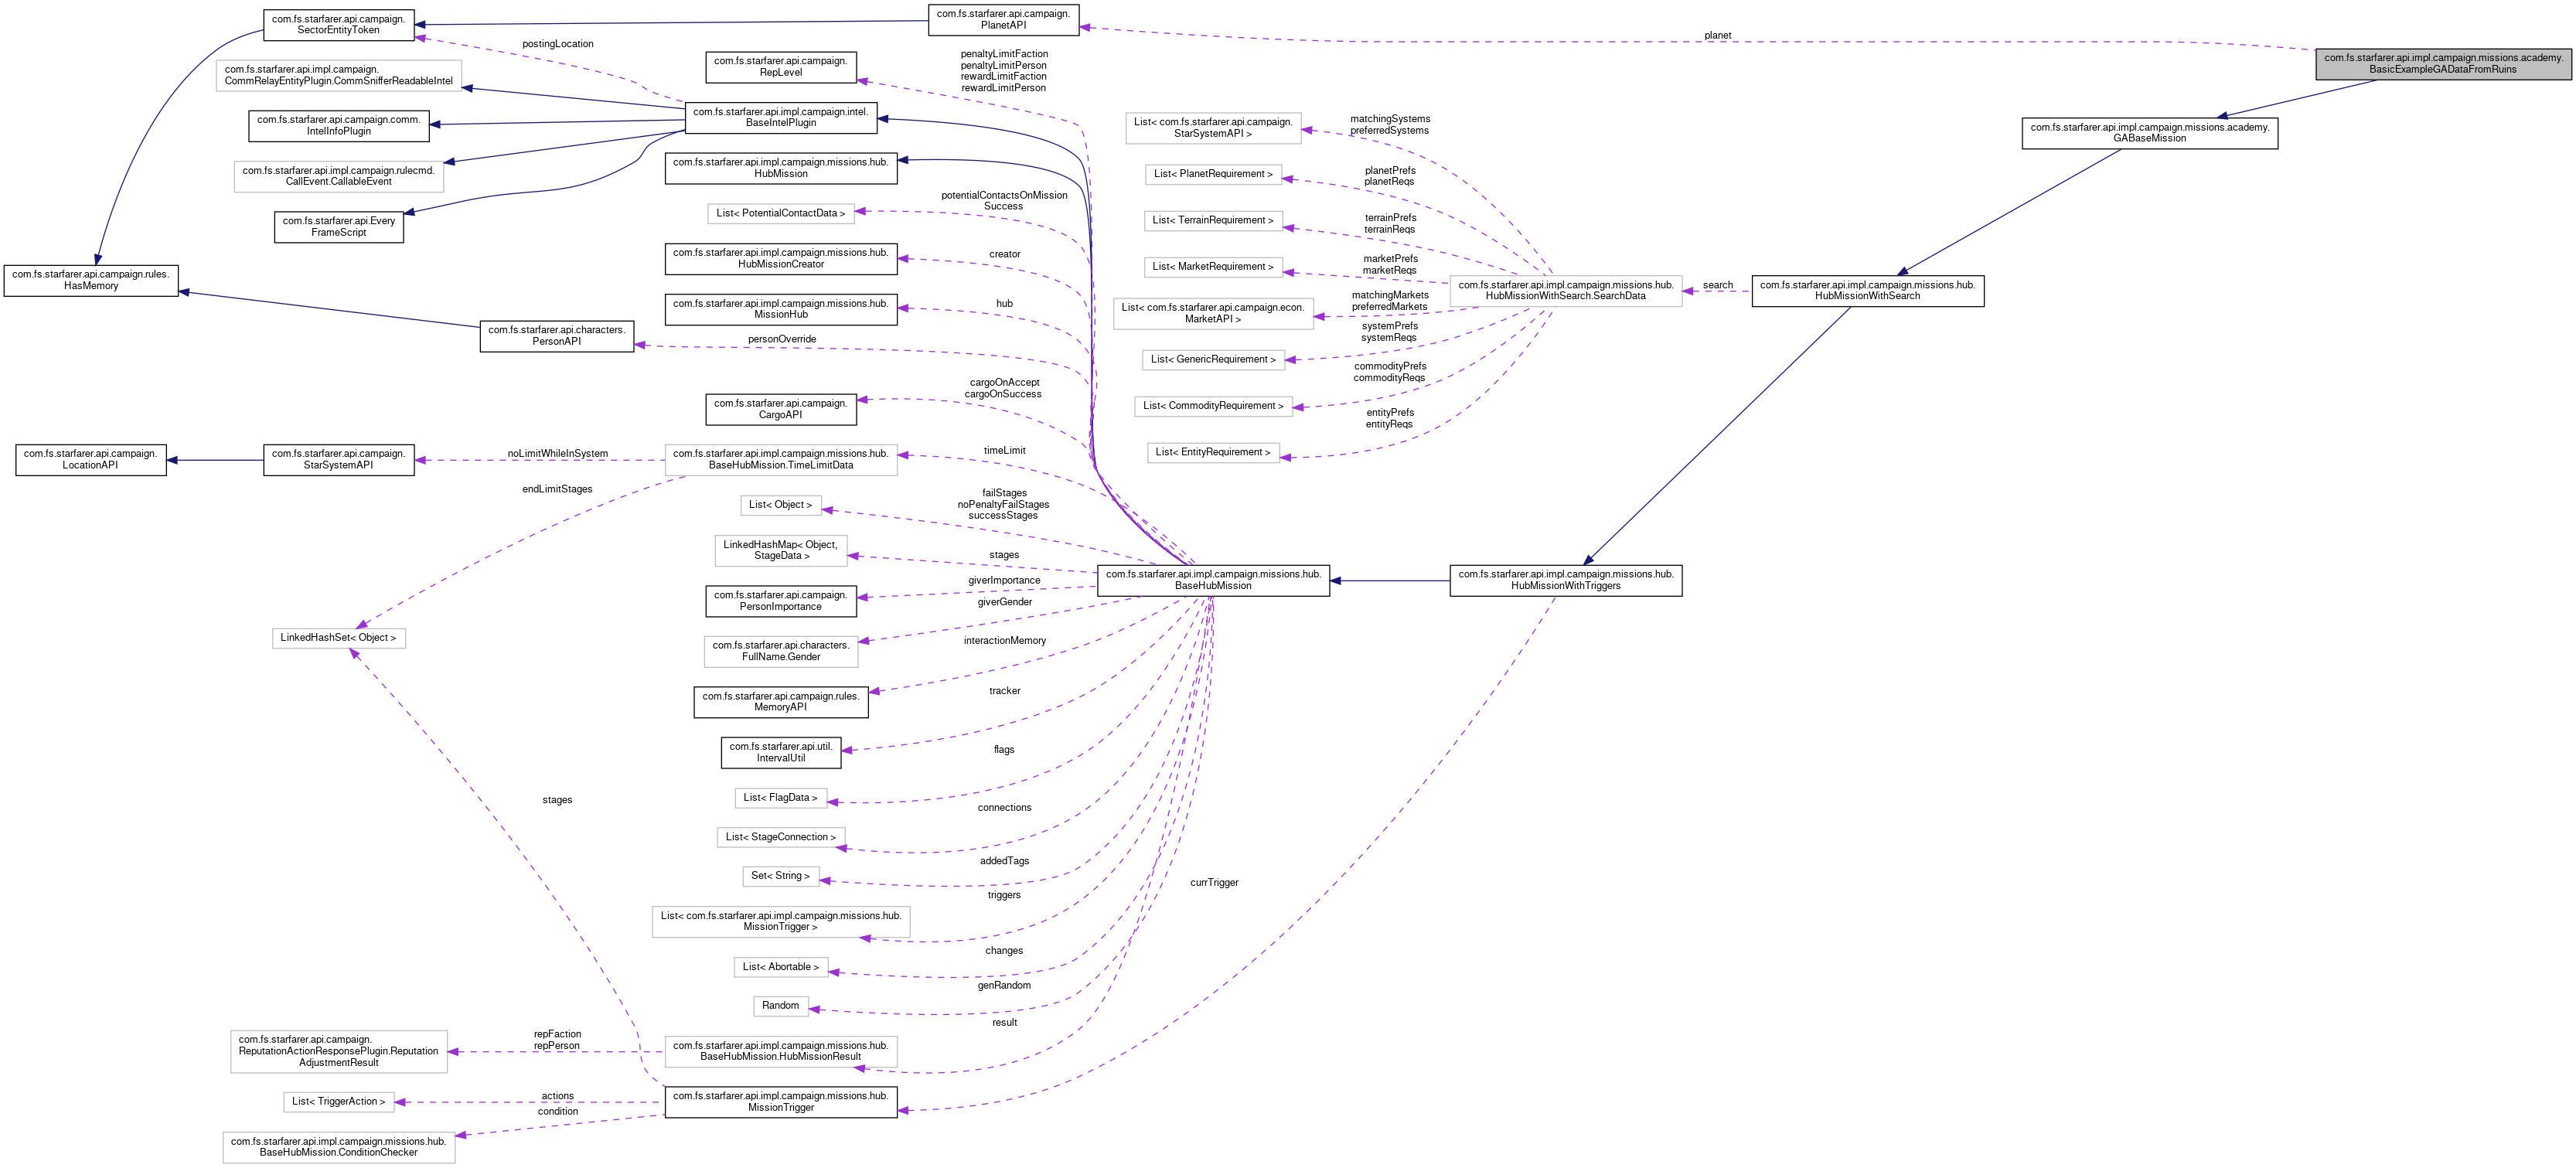 com.fs.starfarer.api.campaign.
SectorEntityToken
com.fs.starfarer.api.campaign.
PlanetAPI
planet
com.fs.starfarer.api.impl.campaign.missions.academy.
BasicExampleGADataFromRuins
postingLocation
com.fs.starfarer.api.impl.campaign.
CommRelayEntityPlugin.CommSnifferReadableIntel
com.fs.starfarer.api.campaign.
RepLevel
penaltyLimitFaction
penaltyLimitPerson
rewardLimitFaction
rewardLimitPerson
com.fs.starfarer.api.campaign.comm.
IntelInfoPlugin
com.fs.starfarer.api.impl.campaign.intel.
BaseIntelPlugin
List< com.fs.starfarer.api.campaign.
StarSystemAPI >
matchingSystems
preferredSystems
com.fs.starfarer.api.impl.campaign.missions.academy.
GABaseMission
com.fs.starfarer.api.impl.campaign.rulecmd.
CallEvent.CallableEvent
com.fs.starfarer.api.impl.campaign.missions.hub.
HubMission
List< PlanetRequirement >
planetPrefs
planetReqs
com.fs.starfarer.api.Every
FrameScript
List< PotentialContactData >
potentialContactsOnMission
Success
List< TerrainRequirement >
terrainPrefs
terrainReqs
com.fs.starfarer.api.campaign.rules.
HasMemory
com.fs.starfarer.api.impl.campaign.missions.hub.
HubMissionCreator
creator
List< MarketRequirement >
marketPrefs
marketReqs
com.fs.starfarer.api.impl.campaign.missions.hub.
HubMissionWithSearch.SearchData
search
com.fs.starfarer.api.impl.campaign.missions.hub.
HubMissionWithSearch
com.fs.starfarer.api.impl.campaign.missions.hub.
MissionHub
hub
List< com.fs.starfarer.api.campaign.econ.
MarketAPI >
matchingMarkets
preferredMarkets
com.fs.starfarer.api.characters.
PersonAPI
personOverride
List< GenericRequirement >
systemPrefs
systemReqs
com.fs.starfarer.api.campaign.
CargoAPI
cargoOnAccept
cargoOnSuccess
List< CommodityRequirement >
commodityPrefs
commodityReqs
com.fs.starfarer.api.campaign.
LocationAPI
com.fs.starfarer.api.campaign.
StarSystemAPI
noLimitWhileInSystem
com.fs.starfarer.api.impl.campaign.missions.hub.
BaseHubMission.TimeLimitData
timeLimit
List< EntityRequirement >
entityPrefs
entityReqs
endLimitStages
List< Object >
failStages
noPenaltyFailStages
successStages
LinkedHashMap< Object,
StageData >
stages
com.fs.starfarer.api.campaign.
PersonImportance
giverImportance
com.fs.starfarer.api.impl.campaign.missions.hub.
BaseHubMission
com.fs.starfarer.api.impl.campaign.missions.hub.
HubMissionWithTriggers
LinkedHashSet< Object >
com.fs.starfarer.api.characters.
FullName.Gender
giverGender
com.fs.starfarer.api.campaign.rules.
MemoryAPI
interactionMemory
com.fs.starfarer.api.util.
IntervalUtil
tracker
List< FlagData >
flags
stages
List< StageConnection >
connections
Set< String >
addedTags
currTrigger
List< com.fs.starfarer.api.impl.campaign.missions.hub.
MissionTrigger >
triggers
List< Abortable >
changes
Random
genRandom
com.fs.starfarer.api.campaign.
ReputationActionResponsePlugin.Reputation
AdjustmentResult
repFaction
repPerson
com.fs.starfarer.api.impl.campaign.missions.hub.
BaseHubMission.HubMissionResult
result
List< TriggerAction >
actions
com.fs.starfarer.api.impl.campaign.missions.hub.
MissionTrigger
condition
com.fs.starfarer.api.impl.campaign.missions.hub.
BaseHubMission.ConditionChecker